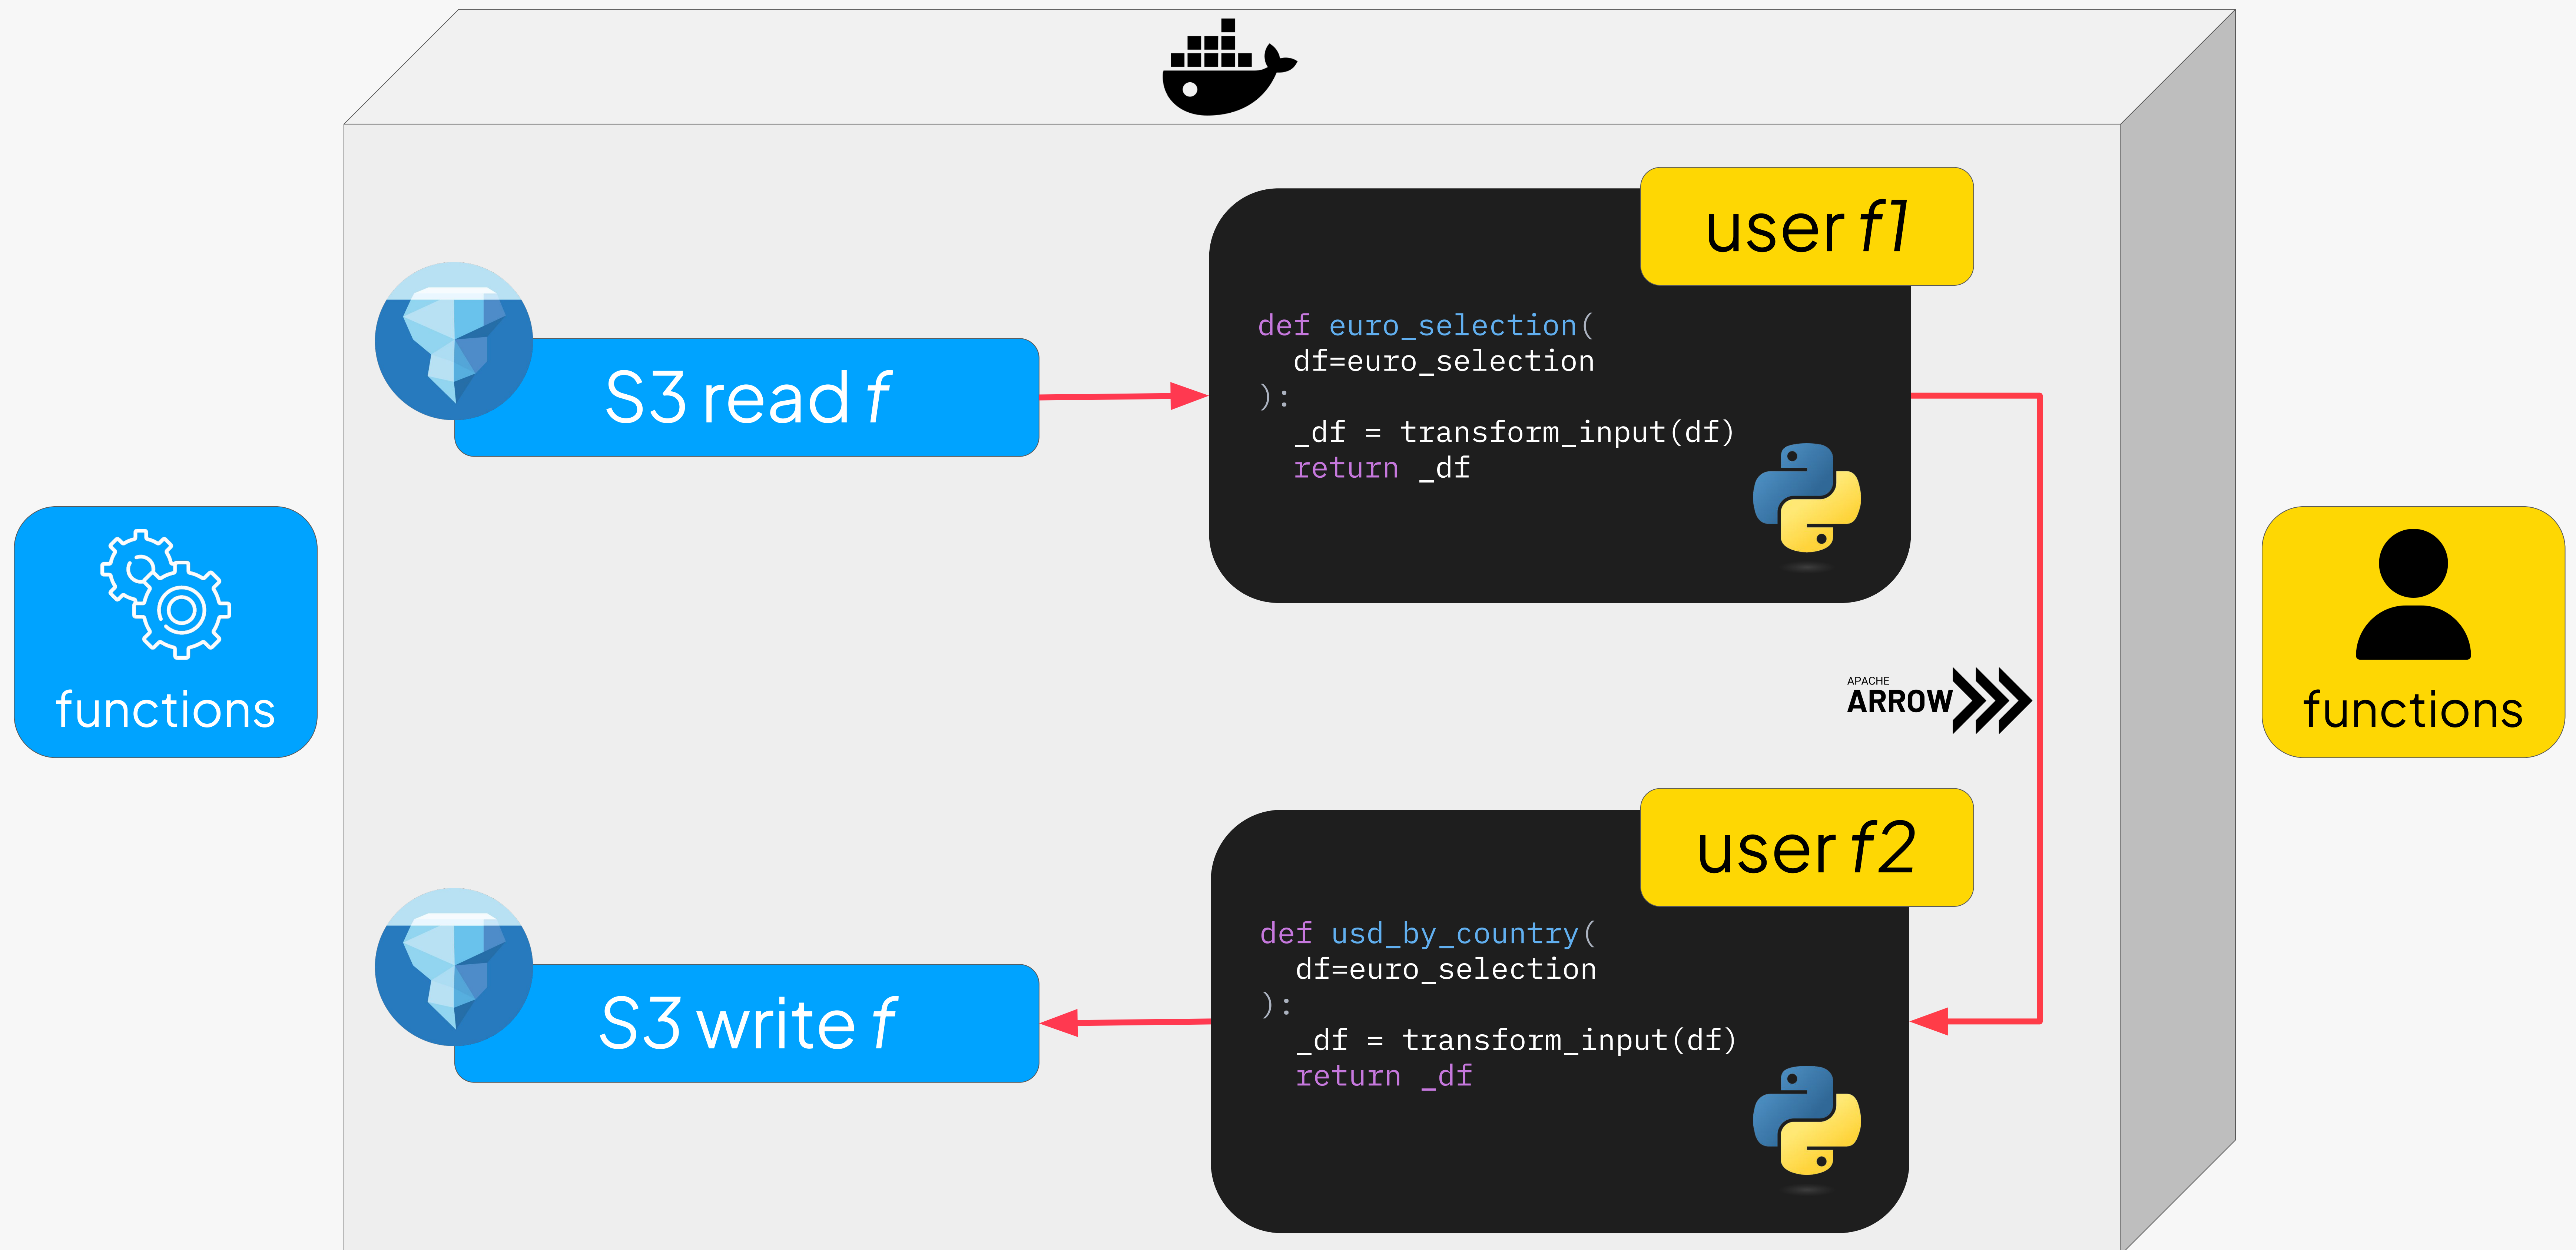 user f1
def euro_selection(
df=euro_selection
):
_df = transform_input(df)
return _df
S3 read f
functions
APACHE
ARROW
functions
user f2
def usd_by_country(
df=euro_selection
):
_df = transform_input(df)
return _df
S3 write f